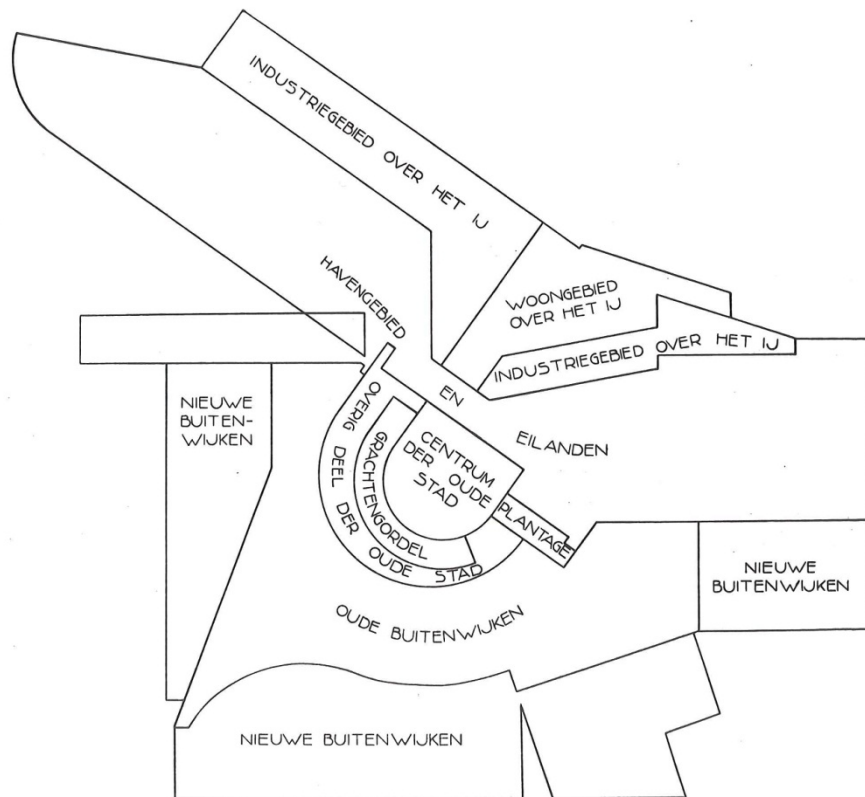 INDUSTRIEGEBIED OVER HET IJ
HAVENGEBIED
EN
EILANDEN
WOONGEBIED
OVER HET IJ
INDUSTRIEGEBIED OVER HET IJ
NIEUWE
BUITEN-
WIJKEN
OVERIG DEEL DER OUDE STAD
GRACHTENGORDEL
CENTRUM
DER OUDE
STAD
PLANTAGE
OUDE BUITENWIJKEN
NIEUWE
BUITENWIJKEN
NIEUWE BUITENWIJKEN